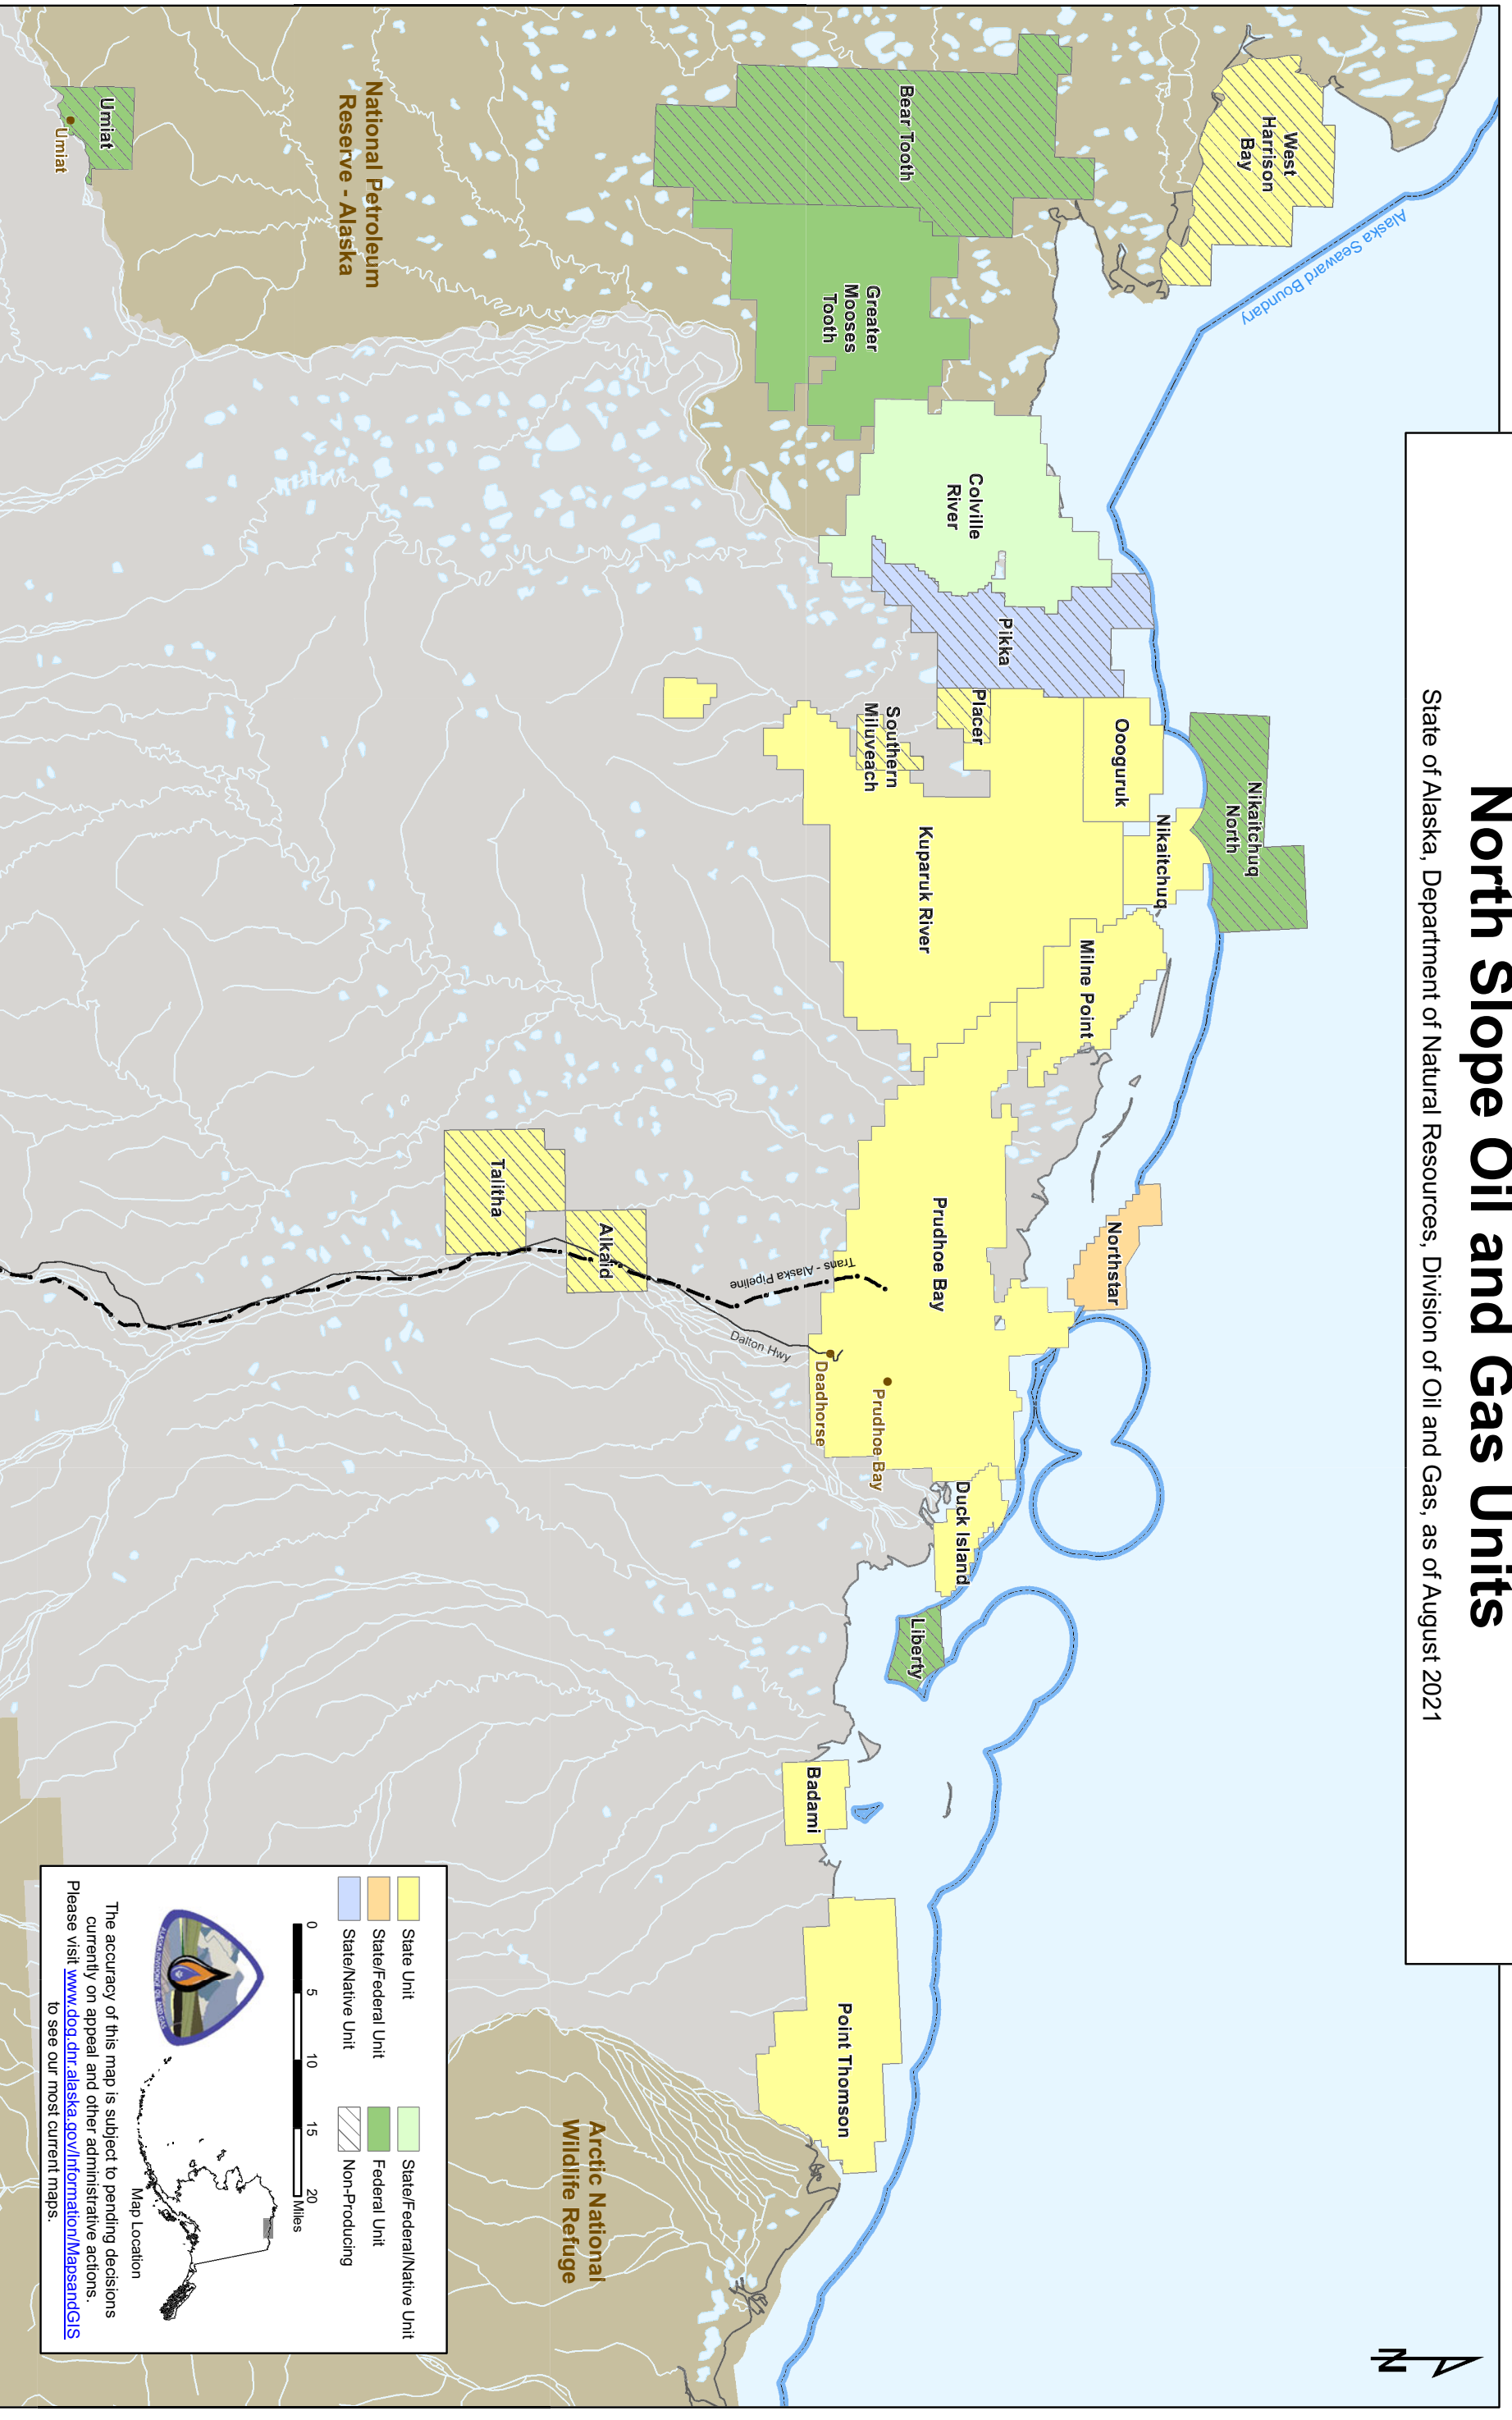 North Slope Oil and Gas Units
State of Alaska, Department of Natural Resources, Division of Oil and Gas, as of August 2021
N
Alaska Seaward Boundary
West
Harrison
Bay
Bear Tooth
Greater
Mooses
Tooth
National Petroleum
Reserve - Alaska
Umiat
Umiat
Colville
River
Pikka
Placer
Southern
Miluveach
Oooguruk
Nikaitchuq
North
Nikaitchuq
Kuparuk River
Milne Point
Northstar
Prudhoe Bay
Prudhoe Bay
Deadhorse
Trans - Alaska Pipeline
Dalton Hwy
Talitha
Alkaid
Duck Island
Liberty
Badami
Point Thomson
Arctic National
Wildlife Refuge
State Unit
State/Federal Unit
State/Native Unit
State/Federal/Native Unit
Federal Unit
Non-Producing
0 5 10 15 20
Miles
Map Location
The accuracy of this map is subject to pending decisions
currently on appeal and other administrative actions.
Please visit www.dog.dnr.alaska.gov/Information/MapsandGIS
to see our most current maps.